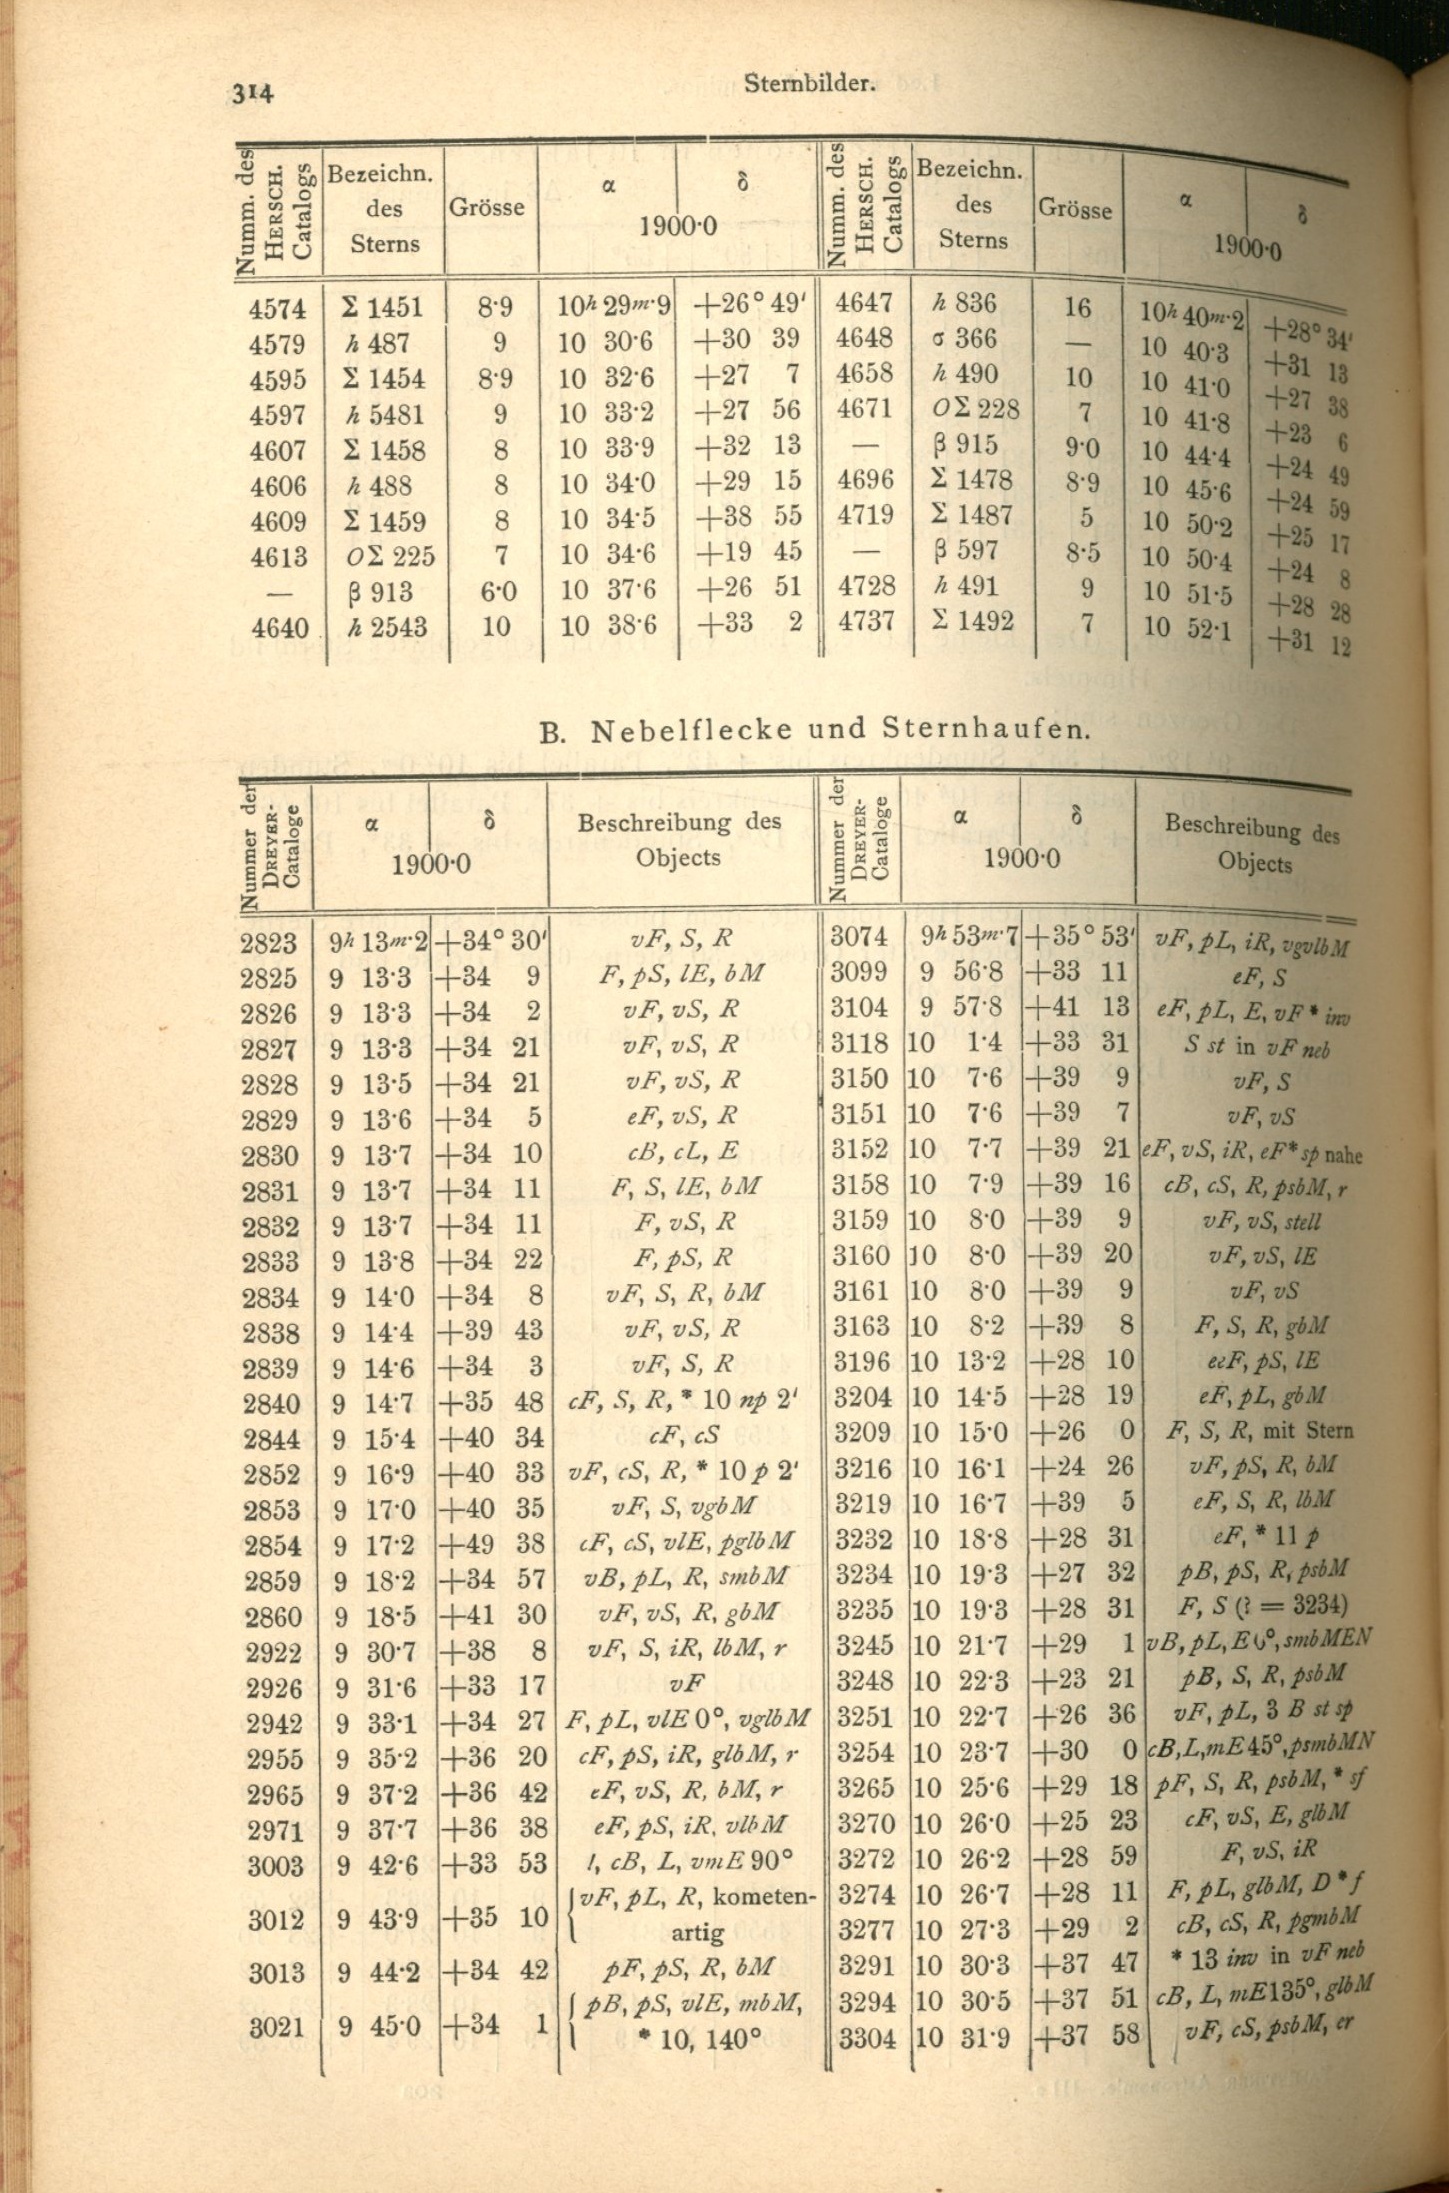 314
Sternbilder.
Numm. des HERSCH. Catalogs | Bezeichn. des Sterns | Grösse | α | δ | 1900·0 | Numm. des HERSCH. Catalogs | Bezeichn. des Sterns | Grösse | α | δ | 1900·0
4574 | Σ 1451 | 8·9 | 10h 29m·9 | +26° 49' | 4647 | h 836 | 16 | 10h 40m·2 | +28° 34'
4579 | h 487 | 9 | 10 30·6 | +30 39 | 4648 | σ 366 | — | 10 40·3 | +31 13
4595 | Σ 1454 | 8·9 | 10 32·6 | +27 7 | 4658 | h 490 | 10 | 10 41·0 | +27 38
4597 | h 5481 | 9 | 10 33·2 | +27 56 | 4671 | OΣ 228 | 7 | 10 41·8 | +23 6
4607 | Σ 1458 | 8 | 10 33·9 | +32 13 | — | β 915 | 9·0 | 10 44·4 | +24 49
4606 | h 488 | 8 | 10 34·0 | +29 15 | 4696 | Σ 1478 | 8·9 | 10 45·6 | +24 59
4609 | Σ 1459 | 8 | 10 34·5 | +38 55 | 4719 | Σ 1487 | 5 | 10 50·2 | +25 17
4613 | OΣ 225 | 7 | 10 34·6 | +19 45 | — | β 597 | 8·5 | 10 50·4 | +24 8
— | β 913 | 6·0 | 10 37·6 | +26 51 | 4728 | h 491 | 9 | 10 51·5 | +28 28
4640 | h 2543 | 10 | 10 38·6 | +33 2 | 4737 | Σ 1492 | 7 | 10 52·1 | +31 12
B. Nebelflecke und Sternhaufen.
Nummer der DREYER-Cataloge | α | δ | 1900·0 | Beschreibung des Objects | Nummer der DREYER-Cataloge | α | δ | 1900·0 | Beschreibung des Objects
2823 | 9h 13m·2 | +34° 30' | vF, S, R | 3074 | 9h 53m·7 | +35° 53' | vF, pL, iR, vgvlbM
2825 | 9 13·3 | +34 9 | F, pS, lE, bM | 3099 | 9 56·8 | +33 11 | eF, S
2826 | 9 13·3 | +34 2 | vF, vS, R | 3104 | 9 57·8 | +41 13 | eF, pL, E, vF * inv
2827 | 9 13·3 | +34 21 | vF, vS, R | 3118 | 10 1·4 | +33 31 | S st in vF neb
2828 | 9 13·5 | +34 21 | vF, vS, R | 3150 | 10 7·6 | +39 9 | vF, S
2829 | 9 13·6 | +34 5 | eF, vS, R | 3151 | 10 7·6 | +39 7 | vF, vS
2830 | 9 13·7 | +34 10 | cB, cL, E | 3152 | 10 7·7 | +39 21 | eF, vS, iR, eF* sp nahe
2831 | 9 13·7 | +34 11 | F, S, lE, bM | 3158 | 10 7·9 | +39 16 | cB, cS, R, psbM, r
2832 | 9 13·7 | +34 11 | F, vS, R | 3159 | 10 8·0 | +39 9 | vF, vS, stell
2833 | 9 13·8 | +34 22 | F, pS, R | 3160 | 10 8·0 | +39 20 | vF, vS, lE
2834 | 9 14·0 | +34 8 | vF, S, R, bM | 3161 | 10 8·0 | +39 9 | vF, vS
2838 | 9 14·4 | +39 43 | vF, vS, R | 3163 | 10 8·2 | +39 8 | F, S, R, gbM
2839 | 9 14·6 | +34 3 | vF, S, R | 3196 | 10 13·2 | +28 10 | eeF, pS, lE
2840 | 9 14·7 | +35 48 | cF, S, R, * 10 np 2' | 3204 | 10 14·5 | +28 19 | eF, pL, gbM
2844 | 9 15·4 | +40 34 | cF, cS | 3209 | 10 15·0 | +26 0 | F, S, R, mit Stern
2852 | 9 16·9 | +40 33 | vF, cS, R, * 10 p 2' | 3216 | 10 16·1 | +24 26 | vF, pS, R, bM
2853 | 9 17·0 | +40 35 | vF, S, vgbM | 3219 | 10 16·7 | +39 5 | eF, S, R, lbM
2854 | 9 17·2 | +49 38 | cF, cS, vlE, pglbM | 3232 | 10 18·8 | +28 31 | eF, * 11 p
2859 | 9 18·2 | +34 57 | vB, pL, R, smbM | 3234 | 10 19·3 | +27 32 | pB, pS, R, psbM
2860 | 9 18·5 | +41 30 | vF, vS, R, gbM | 3235 | 10 19·3 | +28 31 | F, S (? = 3234)
2922 | 9 30·7 | +38 8 | vF, S, iR, lbM, r | 3245 | 10 21·7 | +29 1 | vB, pL, E 0°, smbMEN
2926 | 9 31·6 | +33 17 | vF | 3248 | 10 22·3 | +23 21 | pB, S, R, psbM
2942 | 9 33·1 | +34 27 | F, pL, vlE 0°, vglbM | 3251 | 10 22·7 | +26 36 | vF, pL, 3 B st sp
2955 | 9 35·2 | +36 20 | cF, pS, iR, glbM, r | 3254 | 10 23·7 | +30 0 | cB, L, mE 45°, psmbMN
2965 | 9 37·2 | +36 42 | eF, vS, R, bM, r | 3265 | 10 25·6 | +29 18 | pF, S, R, psbM, * sf
2971 | 9 37·7 | +36 38 | eF, pS, iR, vlbM | 3270 | 10 26·0 | +25 23 | cF, vS, E, glbM
3003 | 9 42·6 | +33 53 | !, cB, L, vmE 90° | 3272 | 10 26·2 | +28 59 | F, vS, iR
3012 | 9 43·9 | +35 10 | vF, pL, R, kometen- | 3274 | 10 26·7 | +28 11 | F, pL, glbM, D * f
artig | 3277 | 10 27·3 | +29 2 | cB, cS, R, pgmbM
3013 | 9 44·2 | +34 42 | pF, pS, R, bM | 3291 | 10 30·3 | +37 47 | * 13 inv in vF neb
3021 | 9 45·0 | +34 1 | pB, pS, vlE, mbM, | 3294 | 10 30·5 | +37 51 | cB, L, mE 135°, glbM
* 10, 140° | 3304 | 10 31·9 | +37 58 | vF, cS, psbM, er